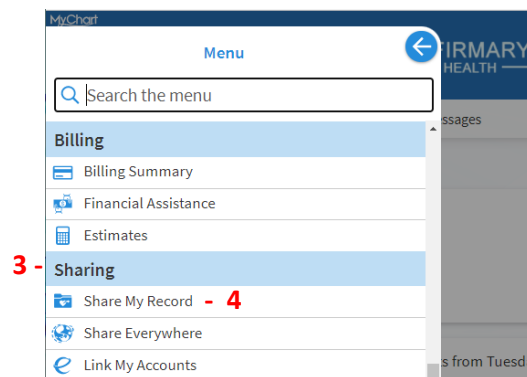 MyChart
Menu
FIRMARY
HEALTH
Search the menu
ssages
Billing
Billing Summary
Financial Assistance
Estimates
3 - Sharing
Share My Record - 4
Share Everywhere
Link My Accounts
s from Tuesd